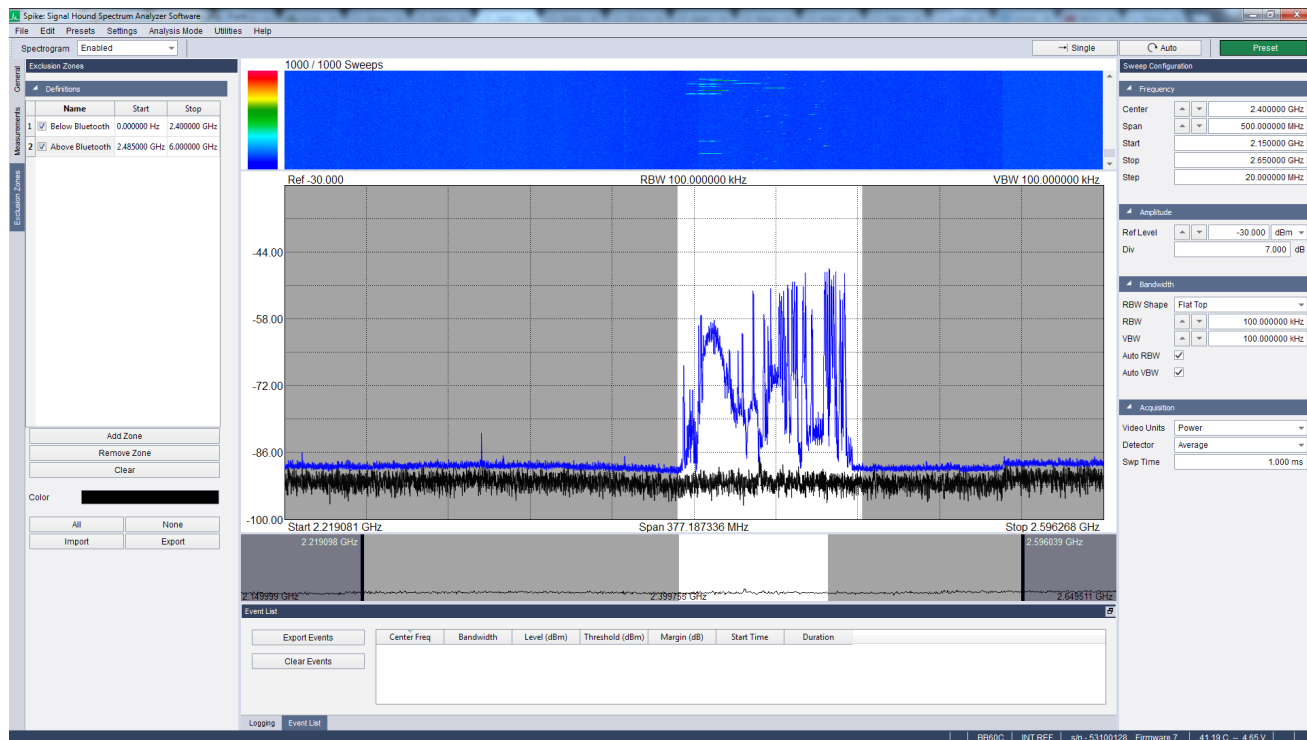 Spike: Signal Hound Spectrum Analyzer Software
File Edit Presets Settings Analysis Mode Utilities Help
Spectrogram Enabled
Single Auto Preset
General
Measurements
Exclusion Zones
Exclusion Zones
Definitions
Name Start Stop
1 Below Bluetooth 0.000000 Hz 2.400000 GHz
2 Above Bluetooth 2.485000 GHz 6.000000 GHz
Add Zone
Remove Zone
Clear
Color
All None
Import Export
1000 / 1000 Sweeps
Ref -30.000 RBW 100.000000 kHz VBW 100.000000 kHz
-44.00
-58.00
-72.00
-86.00
-100.00
Start 2.219081 GHz Span 377.187336 MHz Stop 2.596268 GHz
2.219098 GHz 2.596039 GHz
2.149999 GHz 2.399755 GHz 2.649511 GHz
Event List
Export Events
Clear Events
Center Freq Bandwidth Level (dBm) Threshold (dBm) Margin (dB) Start Time Duration
Logging Event List
Sweep Configuration
Frequency
Center 2.400000 GHz
Span 500.000000 MHz
Start 2.150000 GHz
Stop 2.650000 GHz
Step 20.000000 MHz
Amplitude
Ref Level -30.000 dBm
Div 7.000 dB
Bandwidth
RBW Shape Flat Top
RBW 100.000000 kHz
VBW 100.000000 kHz
Auto RBW
Auto VBW
Acquisition
Video Units Power
Detector Average
Swp Time 1.000 ms
BB60C | INT REF | s/n - 53100128 Firmware 7 | 41.19 C -- 4.65 V